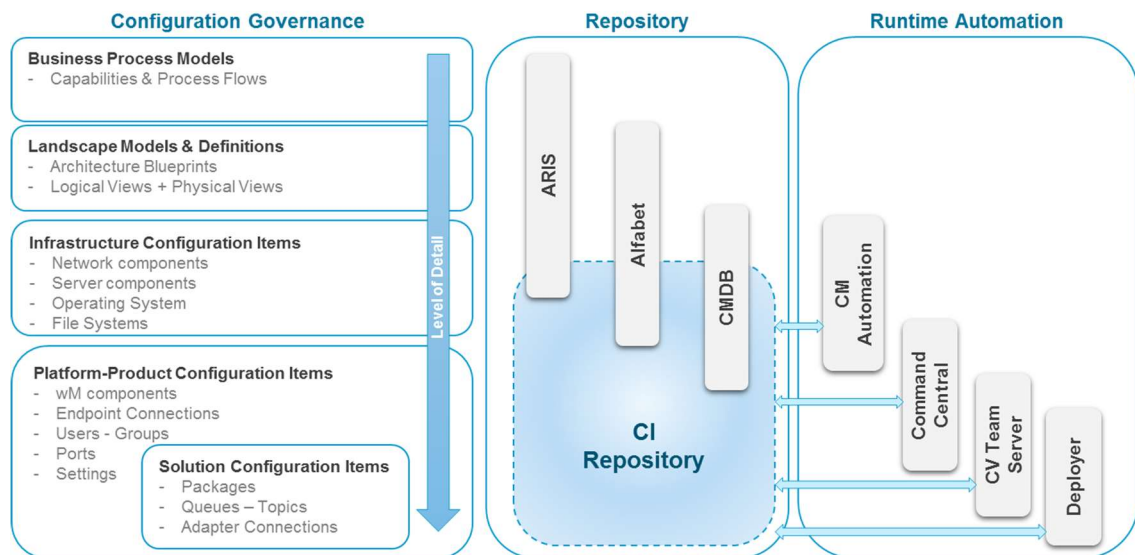 Configuration Governance
Repository
Runtime Automation
Business Process Models
- Capabilities & Process Flows
Landscape Models & Definitions
- Architecture Blueprints
- Logical Views + Physical Views
Infrastructure Configuration Items
- Network components
- Server components
- Operating System
- File Systems
Platform-Product Configuration Items
- wM components
- Endpoint Connections
- Users - Groups
- Ports
- Settings
Solution Configuration Items
- Packages
- Queues – Topics
- Adapter Connections
Level of Detail
ARIS
Alfabet
CMDB
CI
Repository
CM
Automation
Command
Central
CV Team
Server
Deployer